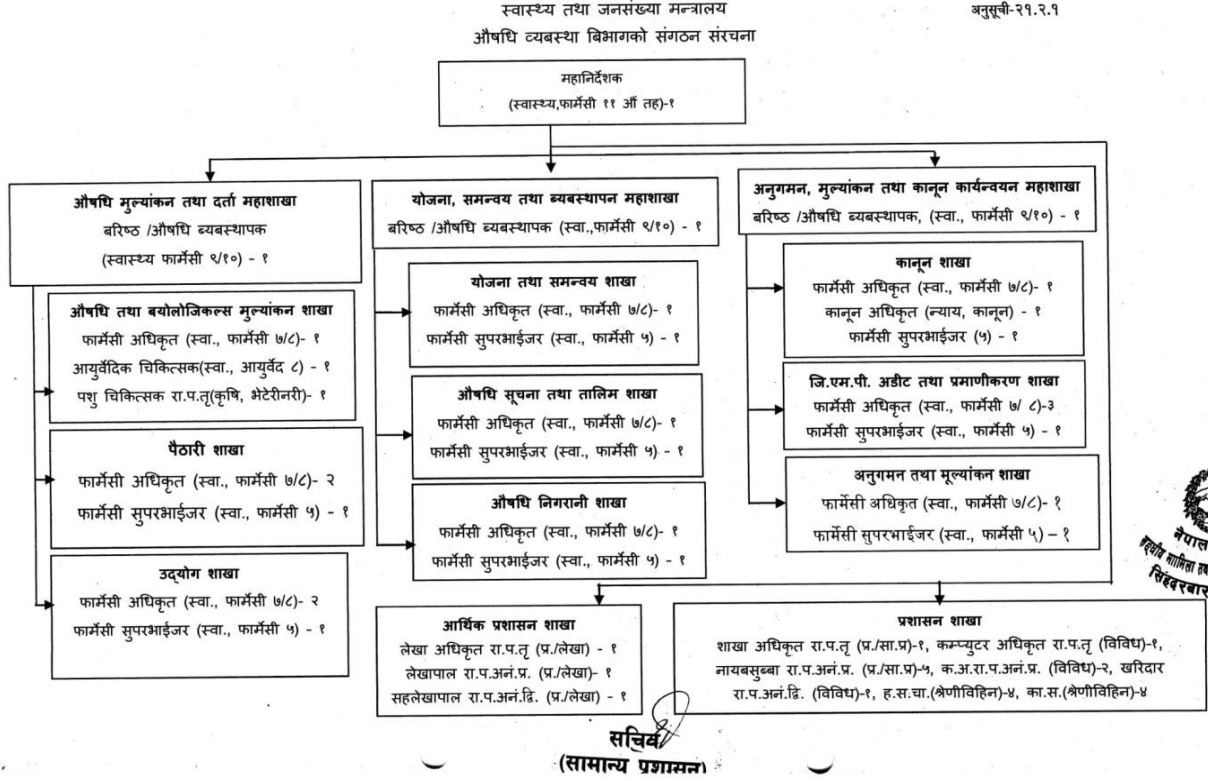 स्वास्थ्य तथा जनसंख्या मन्त्रालय
अनुसूची-२१.२.१
औषधि व्यबस्था बिभागको संगठन संरचना
महानिर्देशक
(स्वास्थ्य,फार्मेसी ११ औं तह)-१
औषधि मुल्यांकन तथा दर्ता महाशाखा
बरिष्ठ /औषधि ब्यबस्थापक
(स्वास्थ्य फार्मेसी ९/१०) - १
औषधि तथा बयोलोजिकल्स मुल्यांकन शाखा
फार्मेसी अधिकृत (स्वा., फार्मेसी ७/८)- १
आयुर्वेदिक चिकित्सक(स्वा., आयुर्वेद ८) - १
पशु चिकित्सक रा.प.तृ(कृषि, भेटेरीनरी)- १
पैठारी शाखा
फार्मेसी अधिकृत (स्वा., फार्मेसी ७/८)- २
फार्मेसी सुपरभाईजर (स्वा., फार्मेसी ५) - १
उद्योग शाखा
फार्मेसी अधिकृत (स्वा., फार्मेसी ७/८)- २
फार्मेसी सुपरभाईजर (स्वा., फार्मेसी ५) - १
योजना, समन्वय तथा ब्यबस्थापन महाशाखा
बरिष्ठ /औषधि ब्यबस्थापक (स्वा.,फार्मेसी ९/१०) - १
योजना तथा समन्वय शाखा
फार्मेसी अधिकृत (स्वा., फार्मेसी ७/८)- १
फार्मेसी सुपरभाईजर (स्वा., फार्मेसी ५) - १
औषधि सूचना तथा तालिम शाखा
फार्मेसी अधिकृत (स्वा., फार्मेसी ७/८)- १
फार्मेसी सुपरभाईजर (स्वा., फार्मेसी ५) - १
औषधि निगरानी शाखा
फार्मेसी अधिकृत (स्वा., फार्मेसी ७/८)- १
फार्मेसी सुपरभाईजर (स्वा., फार्मेसी ५) - १
अनुगमन, मुल्यांकन तथा कानून कार्यन्वयन महाशाखा
बरिष्ठ /औषधि ब्यबस्थापक, (स्वा., फार्मेसी ९/१०) - १
कानून शाखा
फार्मेसी अधिकृत (स्वा., फार्मेसी ७/८)- १
कानून अधिकृत (न्याय, कानून) - १
फार्मेसी सुपरभाईजर (५) - १
जि.एम.पी. अडीट तथा प्रमाणीकरण शाखा
फार्मेसी अधिकृत (स्वा., फार्मेसी ७/ ८)-३
फार्मेसी सुपरभाईजर (स्वा., फार्मेसी ५) - १
अनुगमन तथा मूल्यांकन शाखा
फार्मेसी अधिकृत (स्वा., फार्मेसी ७/८)- १
फार्मेसी सुपरभाईजर (स्वा., फार्मेसी ५) – १
नेपाल
मामिला
सिंहदरबार
आर्थिक प्रशासन शाखा
लेखा अधिकृत रा.प.तृ (प्र./लेखा) - १
लेखापाल रा.प.अनं.प्र. (प्र./लेखा)- १
सहलेखापाल रा.प.अनं.द्वि. (प्र./लेखा) - १
प्रशासन शाखा
शाखा अधिकृत रा.प.तृ (प्र./सा.प्र)-१, कम्प्युटर अधिकृत रा.प.तृ (विविध)-१,
नायबसुब्बा रा.प.अनं.प्र. (प्र./सा.प्र)-५, क.अ.रा.प.अनं.प्र. (विविध)-२, खरिदार
रा.प.अनं.द्वि. (विविध)-१, ह.स.चा.(श्रेणीविहिन)-४, का.स.(श्रेणीविहिन)-४
सचिव
(सामान्य प्रशासन)